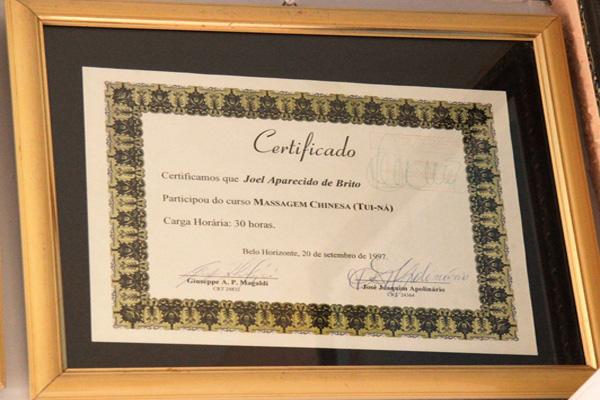 Certificado
Certificamos que Joel Aparecido de Brito
Participou do curso MASSAGEM CHINESA (TUI-NÁ)
Carga Horária: 30 horas.
Belo Horizonte, 20 de setembro de 1997.
Giuseppe A. P. Magaldi
José Joaquim Apolinário